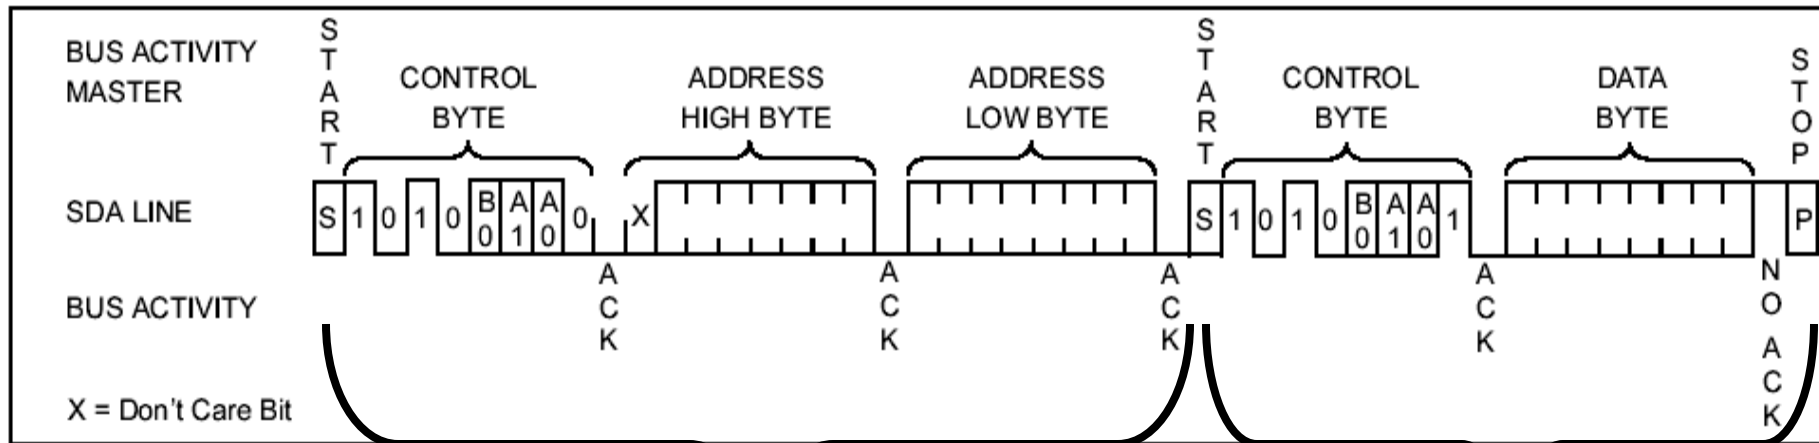 BUS ACTIVITY
MASTER
START
CONTROL
BYTE
ADDRESS
HIGH BYTE
ADDRESS
LOW BYTE
START
CONTROL
BYTE
DATA
BYTE
STOP
SDA LINE
S 1 0 1 0 B0 A1 A0 0 X S 1 0 1 0 B0 A1 A0 1 P
BUS ACTIVITY
ACK
ACK
ACK
ACK
NO ACK
X = Don't Care Bit